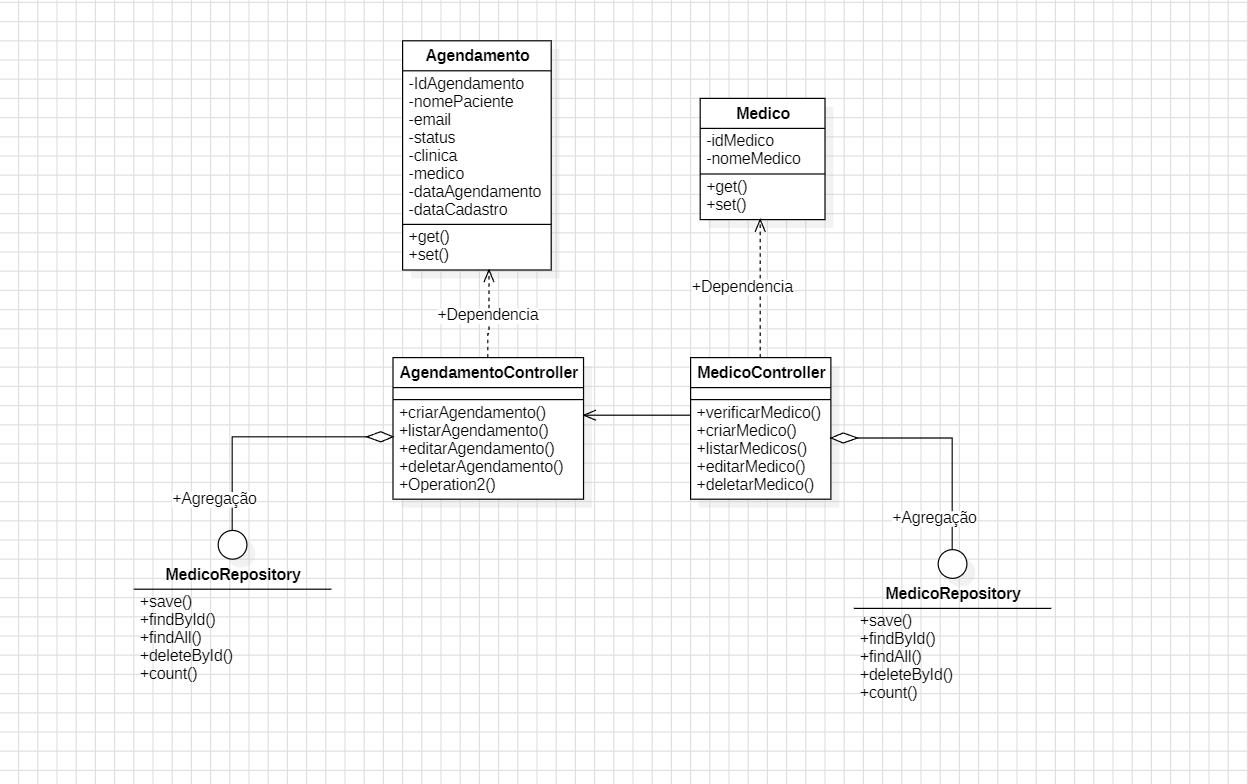 Agendamento
-IdAgendamento
-nomePaciente
-email
-status
-clinica
-medico
-dataAgendamento
-dataCadastro
+get()
+set()
Medico
-idMedico
-nomeMedico
+get()
+set()
+Dependencia
+Dependencia
AgendamentoController
+criarAgendamento()
+listarAgendamento()
+editarAgendamento()
+deletarAgendamento()
+Operation2()
MedicoController
+verificarMedico()
+criarMedico()
+listarMedicos()
+editarMedico()
+deletarMedico()
+Agregação
MedicoRepository
+save()
+findById()
+findAll()
+deleteById()
+count()
+Agregação
MedicoRepository
+save()
+findById()
+findAll()
+deleteById()
+count()